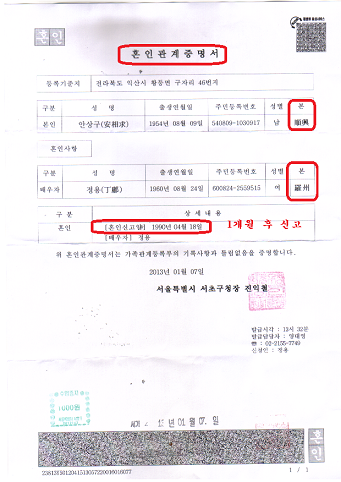 혼인
혼인관계증명서
등록기준지 전라북도 익산시 황등면 구자리 46번지
구분 성 명 출생연월일 주민등록번호 성별 본
본인 안상구(安相求) 1954년 08월 09일 540809-1030917 남 順興
혼인사항
구분 성 명 출생연월일 주민등록번호 성별 본
배우자 정용(丁鄘) 1960년 08월 24일 600824-2559515 여 羅州
구 분 상 세 내 용
혼인 [혼인신고일] 1990년 04월 18일 1개월 후 신고
[배우자] 정용
위 혼인관계증명서는 가족관계등록부의 기록사항과 틀림없음을 증명합니다.
2013년 01월 07일
서울특별시 서초구청장 진익철
발급시각 : 13시 32분
발급담당자 : 양태영
☎ : 02-2155-7749
신청인 : 정용
1000원
년 01월 07일
혼인
1 / 1